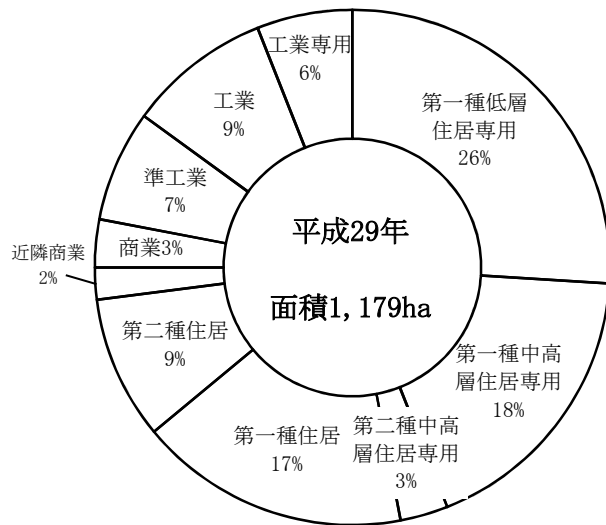 工業専用
6%
第一種低層
住居専用
26%
工業
9%
準工業
7%
商業3%
近隣商業
2%
平成29年
面積1,179ha
第二種住居
9%
第一種中高
層住居専用
18%
第一種住居
17%
第二種中高
層住居専用
3%